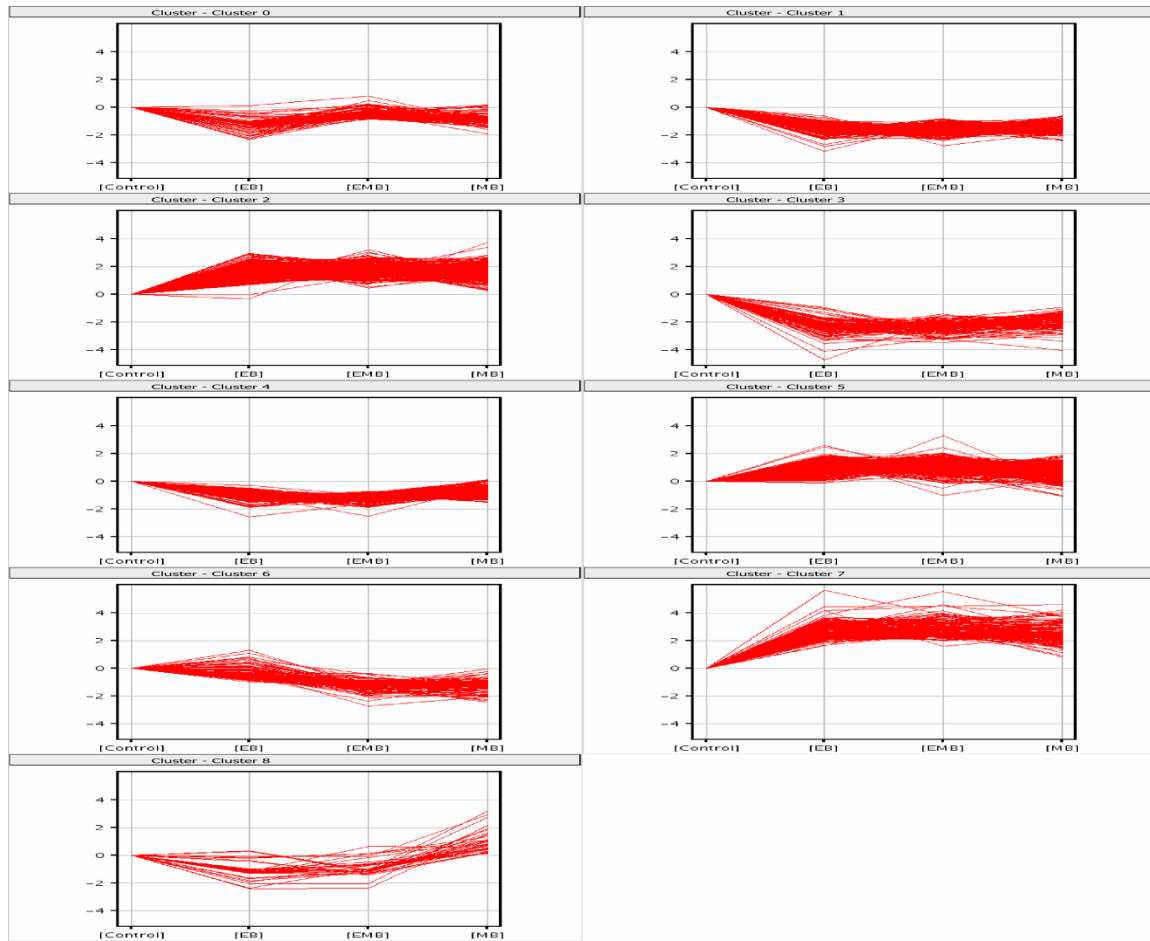 Cluster - Cluster 0
4
2
0
−2
−4
[Control] [EB] [EMB] [MB]
Cluster - Cluster 1
4
2
0
−2
−4
[Control] [EB] [EMB] [MB]
Cluster - Cluster 2
4
2
0
−2
−4
[Control] [EB] [EMB] [MB]
Cluster - Cluster 3
4
2
0
−2
−4
[Control] [EB] [EMB] [MB]
Cluster - Cluster 4
4
2
0
−2
−4
[Control] [EB] [EMB] [MB]
Cluster - Cluster 5
4
2
0
−2
−4
[Control] [EB] [EMB] [MB]
Cluster - Cluster 6
4
2
0
−2
−4
[Control] [EB] [EMB] [MB]
Cluster - Cluster 7
4
2
0
−2
−4
[Control] [EB] [EMB] [MB]
Cluster - Cluster 8
4
2
0
−2
−4
[Control] [EB] [EMB] [MB]